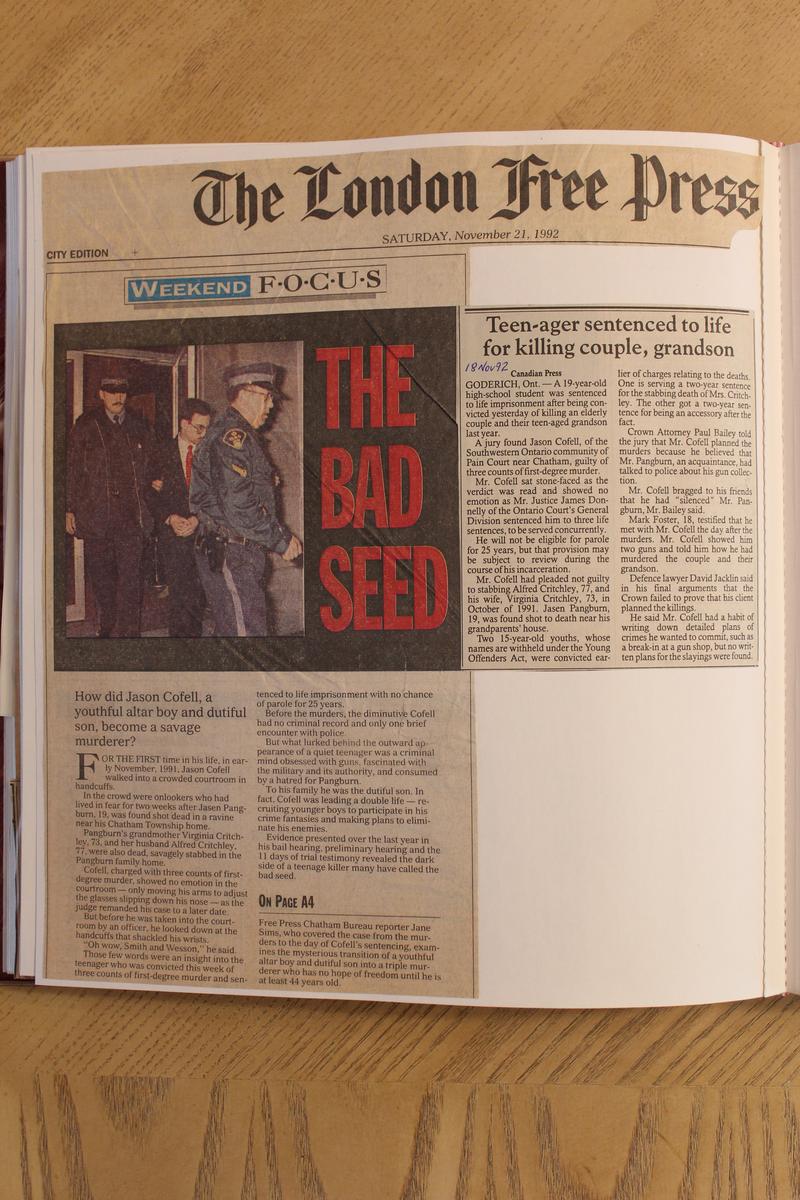 The London Free Press
SATURDAY, November 21, 1992
CITY EDITION
WEEKEND F•O•C•U•S
THE
BAD
SEED
How did Jason Cofell, a
youthful altar boy and dutiful
son, become a savage
murderer?
FOR THE FIRST time in his life, in ear-
ly November, 1991, Jason Cofell
walked into a crowded courtroom in
handcuffs.
In the crowd were onlookers who had
lived in fear for two weeks after Jasen Pang-
burn, 19, was found shot dead in a ravine
near his Chatham Township home.
Pangburn's grandmother Virginia Critch-
ley, 73, and her husband Alfred Critchley,
77, were also dead, savagely stabbed in the
Pangburn family home.
Cofell, charged with three counts of first-
degree murder, showed no emotion in the
courtroom — only moving his arms to adjust
the glasses slipping down his nose — as the
judge remanded his case to a later date.
But before he was taken into the court-
room by an officer, he looked down at the
handcuffs that shackled his wrists.
"Oh wow, Smith and Wesson," he said.
Those few words were an insight into the
teenager who was convicted this week of
three counts of first-degree murder and sen-
tenced to life imprisonment with no chance
of parole for 25 years.
Before the murders, the diminutive Cofell
had no criminal record and only one brief
encounter with police.
But what lurked behind the outward ap-
pearance of a quiet teenager was a criminal
mind obsessed with guns, fascinated with
the military and its authority, and consumed
by a hatred for Pangburn.
To his family he was the dutiful son. In
fact, Cofell was leading a double life — re-
cruiting younger boys to participate in his
crime fantasies and making plans to elimi-
nate his enemies.
Evidence presented over the last year in
his bail hearing, preliminary hearing and the
11 days of trial testimony revealed the dark
side of a teenage killer many have called the
bad seed.
ON PAGE A4
Free Press Chatham Bureau reporter Jane
Sims, who covered the case from the mur-
ders to the day of Cofell's sentencing, exam-
ines the mysterious transition of a youthful
altar boy and dutiful son into a triple mur-
derer who has no hope of freedom until he is
at least 44 years old.
Teen-ager sentenced to life
for killing couple, grandson
18 Nov 92
Canadian Press
GODERICH, Ont. — A 19-year-old
high-school student was sentenced
to life imprisonment after being con-
victed yesterday of killing an elderly
couple and their teen-aged grandson
last year.
A jury found Jason Cofell, of the
Southwestern Ontario community of
Pain Court near Chatham, guilty of
three counts of first-degree murder.
Mr. Cofell sat stone-faced as the
verdict was read and showed no
emotion as Mr. Justice James Don-
nelly of the Ontario Court's General
Division sentenced him to three life
sentences, to be served concurrently.
He will not be eligible for parole
for 25 years, but that provision may
be subject to review during the
course of his incarceration.
Mr. Cofell had pleaded not guilty
to stabbing Alfred Critchley, 77, and
his wife, Virginia Critchley, 73, in
October of 1991. Jasen Pangburn,
19, was found shot to death near his
grandparents' house.
Two 15-year-old youths, whose
names are withheld under the Young
Offenders Act, were convicted ear-
lier of charges relating to the deaths.
One is serving a two-year sentence
for the stabbing death of Mrs. Critch-
ley. The other got a two-year sen-
tence for being an accessory after the
fact.
Crown Attorney Paul Bailey told
the jury that Mr. Cofell planned the
murders because he believed that
Mr. Pangburn, an acquaintance, had
talked to police about his gun collec-
tion.
Mr. Cofell bragged to his friends
that he had "silenced" Mr. Pan-
gburn, Mr. Bailey said.
Mark Foster, 18, testified that he
met with Mr. Cofell the day after the
murders. Mr. Cofell showed him
two guns and told him how he had
murdered the couple and their
grandson.
Defence lawyer David Jacklin said
in his final arguments that the
Crown failed to prove that his client
planned the killings.
He said Mr. Cofell had a habit of
writing down detailed plans of
crimes he wanted to commit, such as
a break-in at a gun shop, but no writ-
ten plans for the slayings were found.